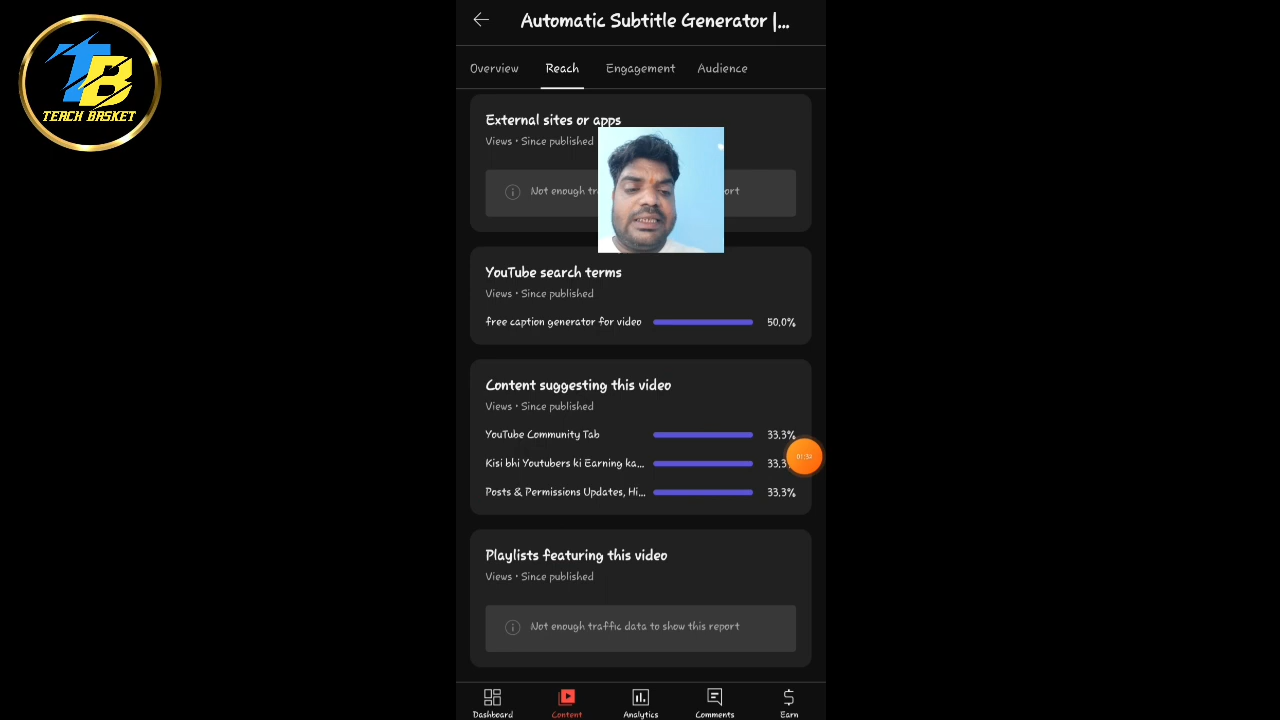 TB
TEACH BASKET
Automatic Subtitle Generator |...
Overview
Reach
Engagement
Audience
External sites or apps
Views • Since published
Not enough
YouTube search terms
Views • Since published
free caption generator for video 50.0%
Content suggesting this video
Views • Since published
YouTube Community Tab 33.3%
Kisi bhi Youtubers ki Earning ka...
Posts & Permissions Updates, Hi... 33.3%
Playlists featuring this video
Views • Since published
Not enough traffic data to show this report
Dashboard
Content
Analytics
Comments
Earn